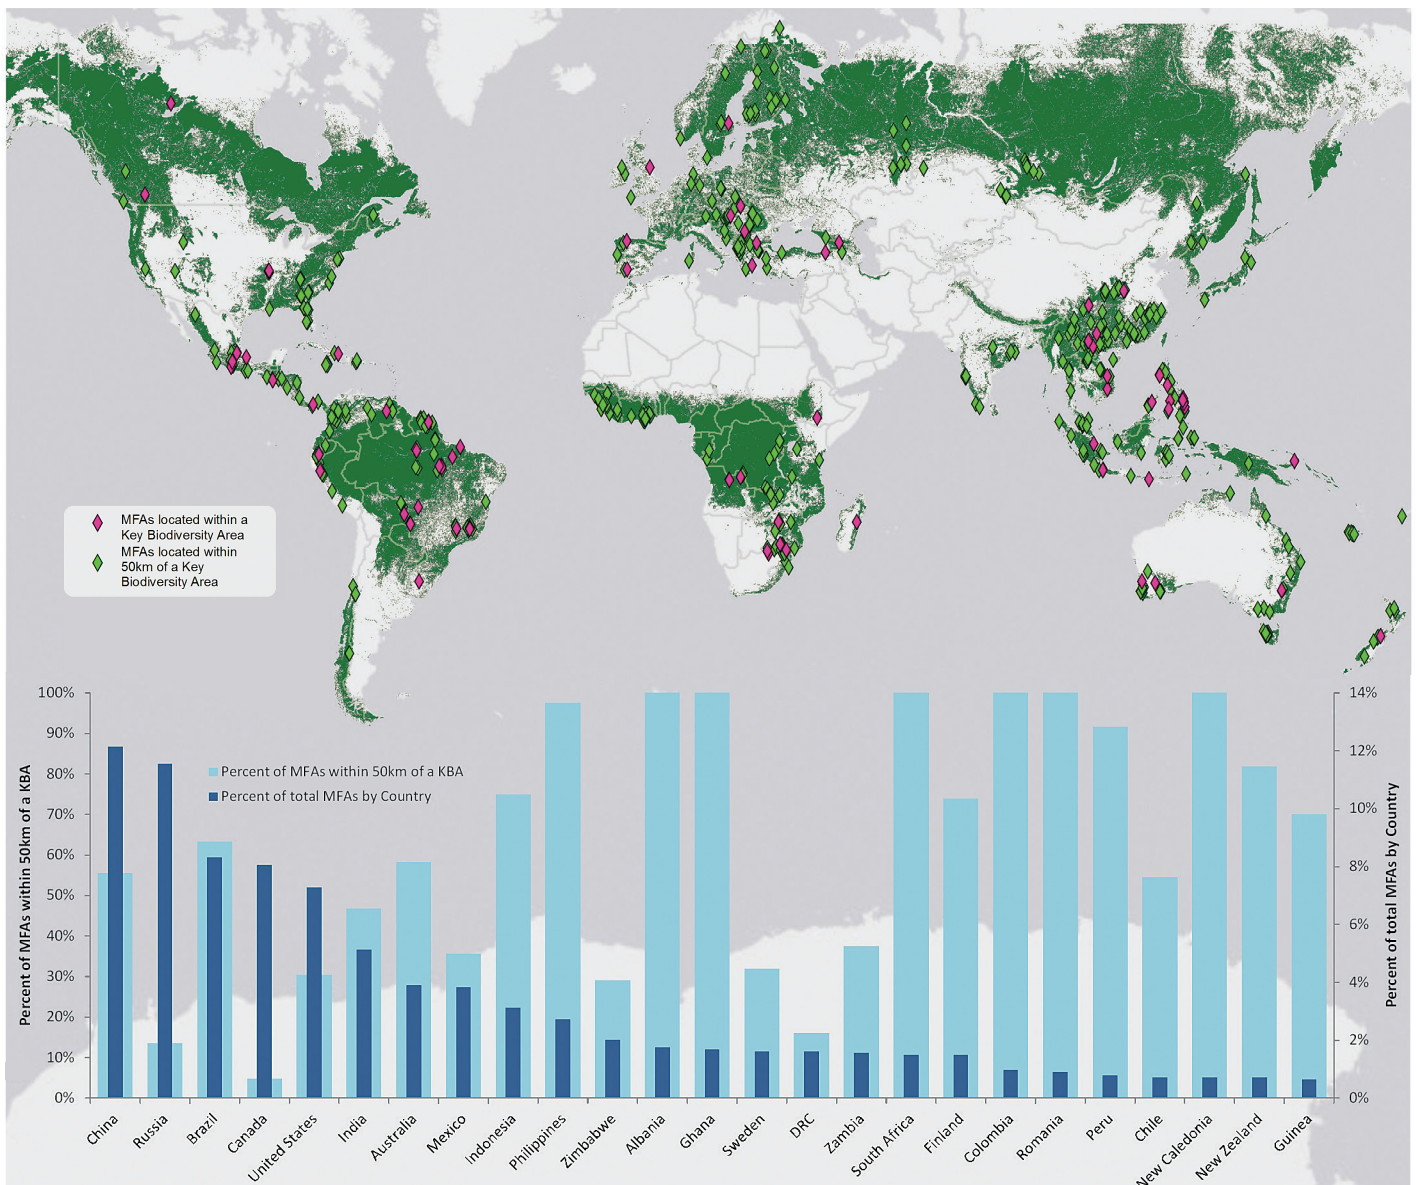 MFAs located within a
Key Biodiversity Area
MFAs located within
50km of a Key
Biodiversity Area
100%
90%
80%
70%
60%
50%
40%
30%
20%
10%
0%
Percent of MFAs within 50km of a KBA
Percent of MFAs within 50km of a KBA
Percent of total MFAs by Country
14%
12%
10%
8%
6%
4%
2%
0%
Percent of total MFAs by Country
China
Russia
Brazil
Canada
United States
India
Australia
Mexico
Indonesia
Philippines
Zimbabwe
Albania
Ghana
Sweden
DRC
Zambia
South Africa
Finland
Colombia
Romania
Peru
Chile
New Caledonia
New Zealand
Guinea